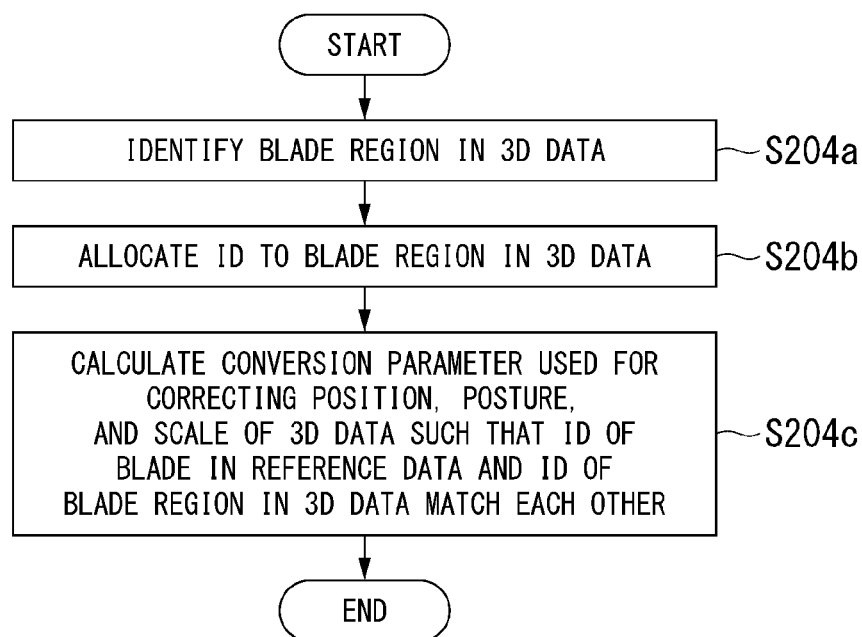 START
IDENTIFY BLADE REGION IN 3D DATA
S204a
ALLOCATE ID TO BLADE REGION IN 3D DATA
S204b
CALCULATE CONVERSION PARAMETER USED FOR
CORRECTING POSITION, POSTURE,
AND SCALE OF 3D DATA SUCH THAT ID OF
BLADE IN REFERENCE DATA AND ID OF
BLADE REGION IN 3D DATA MATCH EACH OTHER
S204c
END